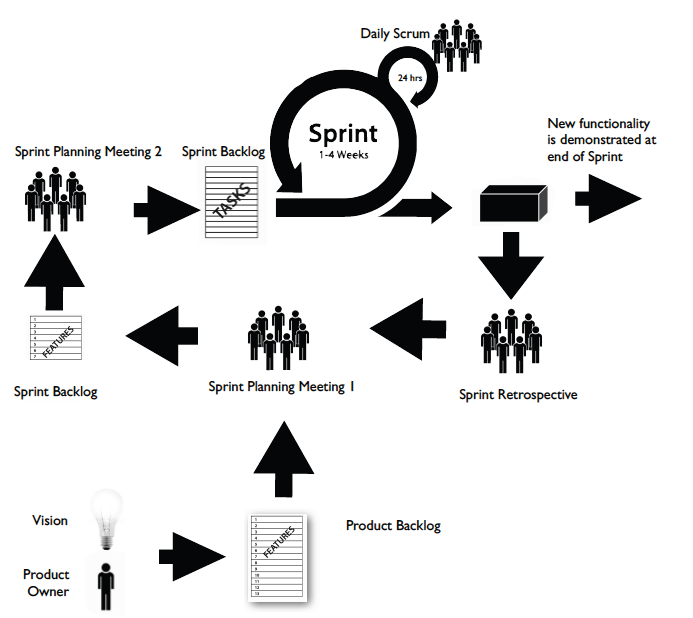 Daily Scrum
24 hrs
Sprint
1-4 Weeks
New functionality
is demonstrated at
end of Sprint
Sprint Planning Meeting 2
Sprint Backlog
TASKS
1
2
3
4
5
6
7
FEATURES
Sprint Backlog
Sprint Planning Meeting 1
Sprint Retrospective
Vision
Product
Owner
1
2
3
4
5
6
7
8
9
10
11
12
13
FEATURES
Product Backlog